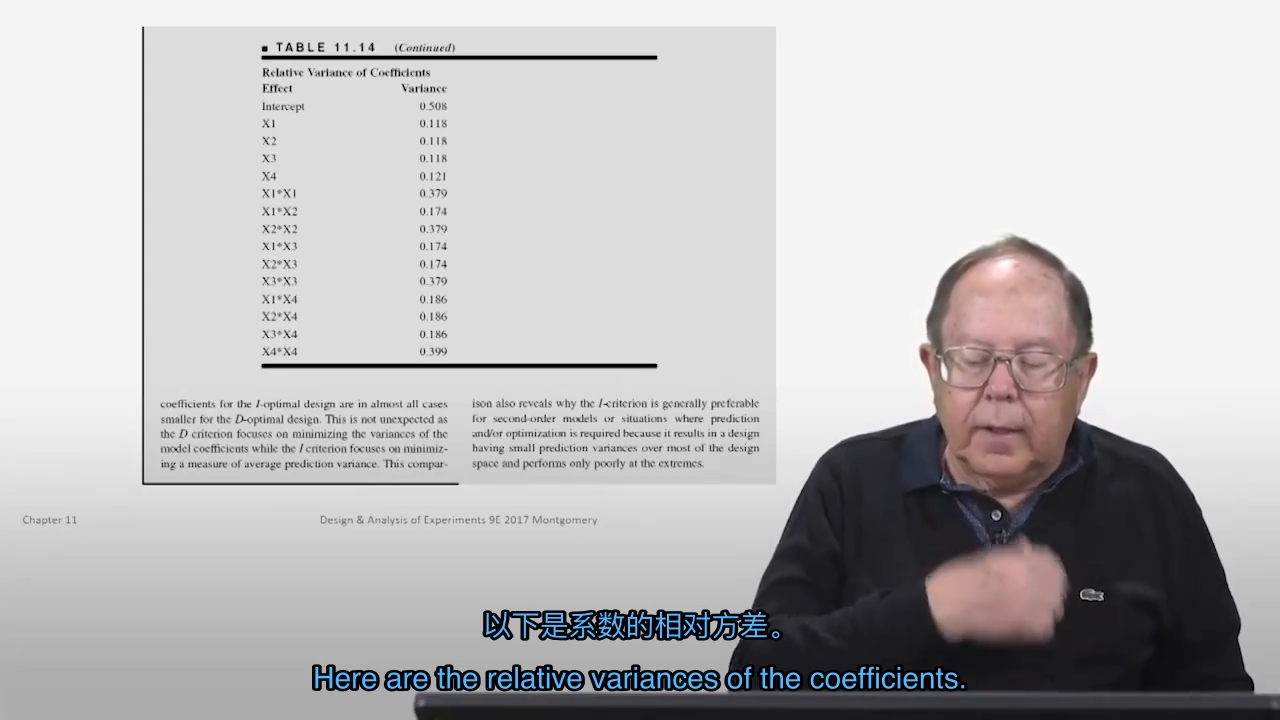 TABLE 11.14 (Continued)
Relative Variance of Coefficients
Effect Variance
Intercept 0.508
X1 0.118
X2 0.118
X3 0.118
X4 0.121
X1*X1 0.379
X1*X2 0.174
X2*X2 0.379
X1*X3 0.174
X2*X3 0.174
X3*X3 0.379
X1*X4 0.186
X2*X4 0.186
X3*X4 0.186
X4*X4 0.399
coefficients for the I-optimal design are in almost all cases
smaller for the D-optimal design. This is not unexpected as
the D criterion focuses on minimizing the variances of the
model coefficients while the I criterion focuses on minimiz-
ing a measure of average prediction variance. This compar-
ison also reveals why the I-criterion is generally preferable
for second-order models or situations where prediction
and/or optimization is required because it results in a design
having small prediction variances over most of the design
space and performs only poorly at the extremes.
Chapter 11
Design & Analysis of Experiments 9E 2017 Montgomery
以下是系数的相对方差。
Here are the relative variances of the coefficients.